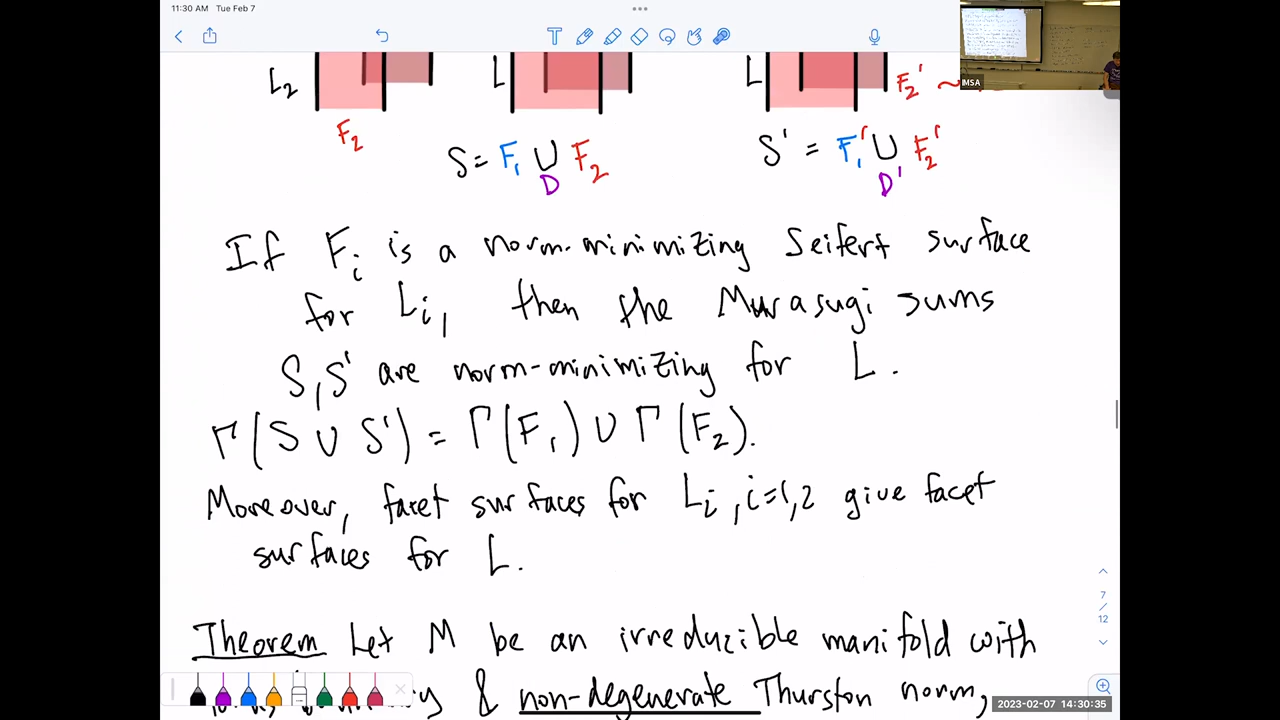 11:30 AM Tue Feb 7
MSA
L₂ L L F₂' ~
F₂
S = F₁ ∪ F₂ S' = F₁' ∪ F₂'
D D'
If Fᵢ is a norm-minimizing Seifert surface
for Lᵢ, then the Murasugi sums
S, S' are norm-minimizing for L.
Γ(S ∪ S') = Γ(F₁) ∪ Γ(F₂).
Moreover, facet surfaces for Lᵢ, i=1,2 give facet
surfaces for L.
7
/
12
Theorem Let M be an irreducible manifold with
& non-degenerate Thurston norm,
2023-02-07 14:30:35